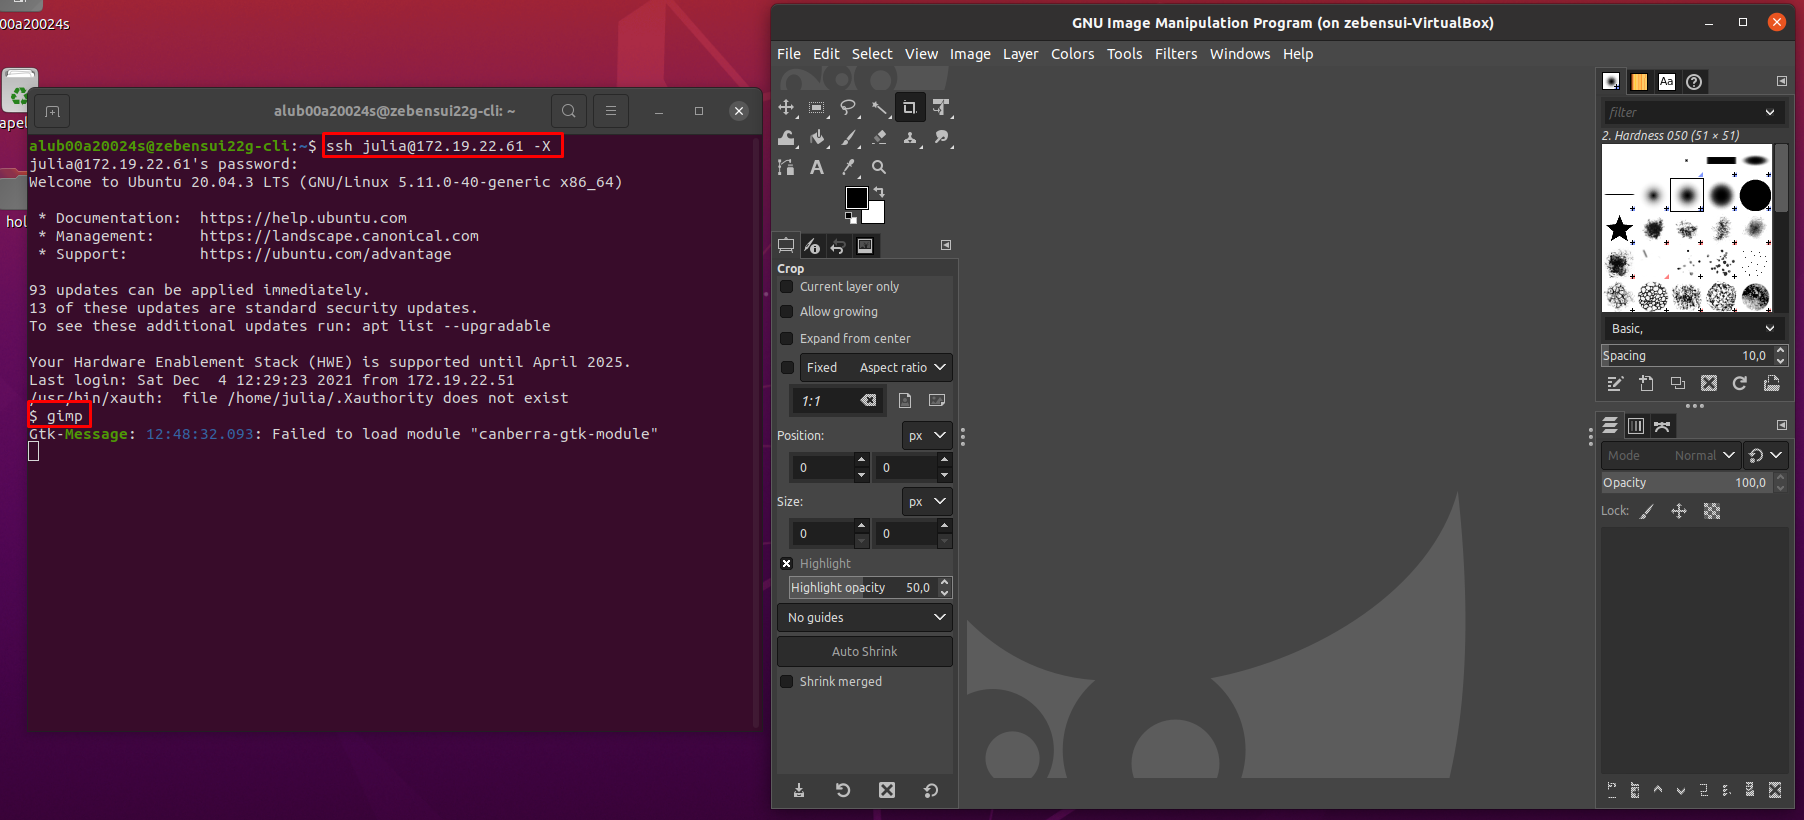 00a20024s
apel
hol
alub00a20024s@zebensui22g-cli: ~
alub00a20024s@zebensui22g-cli:~$ ssh julia@172.19.22.61 -X
julia@172.19.22.61's password:
Welcome to Ubuntu 20.04.3 LTS (GNU/Linux 5.11.0-40-generic x86_64)
* Documentation:  https://help.ubuntu.com
* Management:     https://landscape.canonical.com
* Support:        https://ubuntu.com/advantage
93 updates can be applied immediately.
13 of these updates are standard security updates.
To see these additional updates run: apt list --upgradable
Your Hardware Enablement Stack (HWE) is supported until April 2025.
Last login: Sat Dec  4 12:29:23 2021 from 172.19.22.51
/usr/bin/xauth:  file /home/julia/.Xauthority does not exist
$ gimp
Gtk-Message: 12:48:32.093: Failed to load module "canberra-gtk-module"
GNU Image Manipulation Program (on zebensui-VirtualBox)
File Edit Select View Image Layer Colors Tools Filters Windows Help
A
Crop
Current layer only
Allow growing
Expand from center
Fixed Aspect ratio
1:1
Position: px
0 0
Size: px
0 0
Highlight
Highlight opacity 50,0
No guides
Auto Shrink
Shrink merged
Aa
filter
2. Hardness 050 (51 × 51)
Basic,
Spacing 10,0
Mode Normal
Opacity 100,0
Lock: